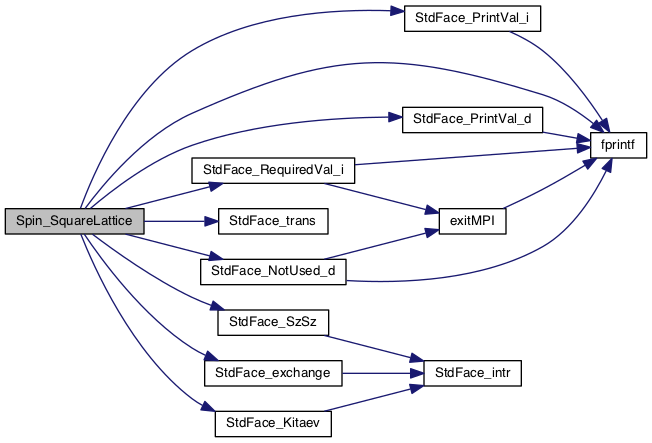 StdFace_PrintVal_i
StdFace_PrintVal_d
fprintf
StdFace_RequiredVal_i
Spin_SquareLattice
StdFace_trans
exitMPI
StdFace_NotUsed_d
StdFace_SzSz
StdFace_exchange
StdFace_intr
StdFace_Kitaev